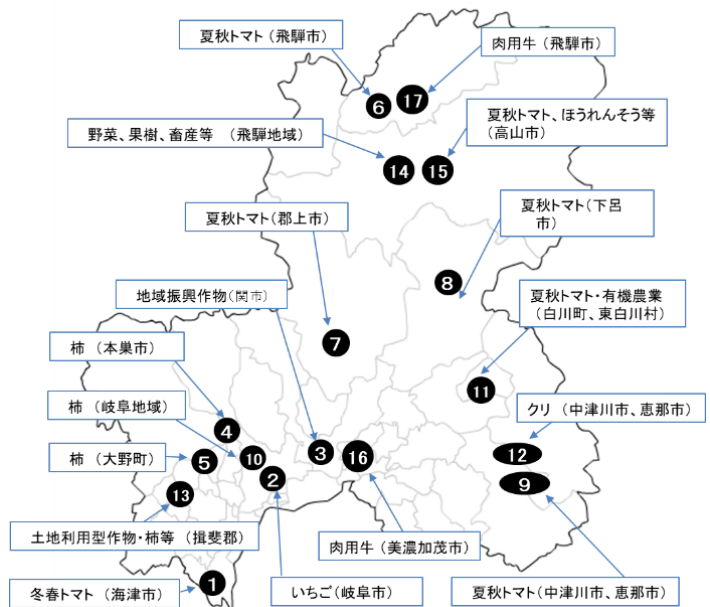 夏秋トマト(飛騨市)
肉用牛(飛騨市)
6
17
夏秋トマト、ほうれんそう等
(高山市)
野菜、果樹、畜産等 (飛騨地域)
14
15
夏秋トマト(郡上市)
夏秋トマト(下呂
市)
8
地域振興作物(関市)
夏秋トマト・有機農業
(白川町、東白川村)
7
柿 (本巣市)
11
柿 (岐阜地域)
クリ (中津川市、恵那市)
4
柿 (大野町)
5
10
3
16
12
2
9
13
土地利用型作物・柿等 (揖斐郡)
肉用牛(美濃加茂市)
1
冬春トマト (海津市)
いちご(岐阜市)
夏秋トマト(中津川市、恵那市)